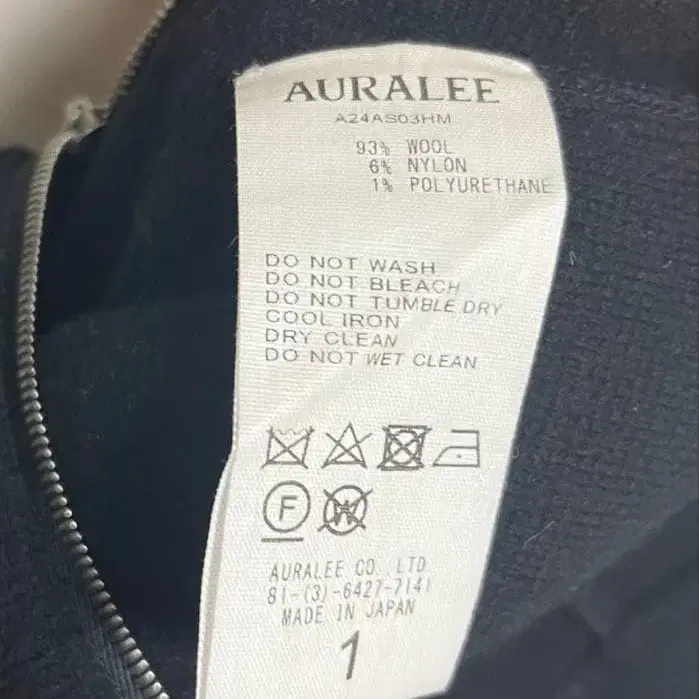 AURALEE
A24AS03HM
93% WOOL
6% NYLON
1% POLYURETHANE
DO NOT WASH
DO NOT BLEACH
DO NOT TUMBLE DRY
COOL IRON
DRY CLEAN
DO NOT WET CLEAN
F W
AURALEE CO.,LTD
81-(3)-6427-7141
MADE IN JAPAN
1